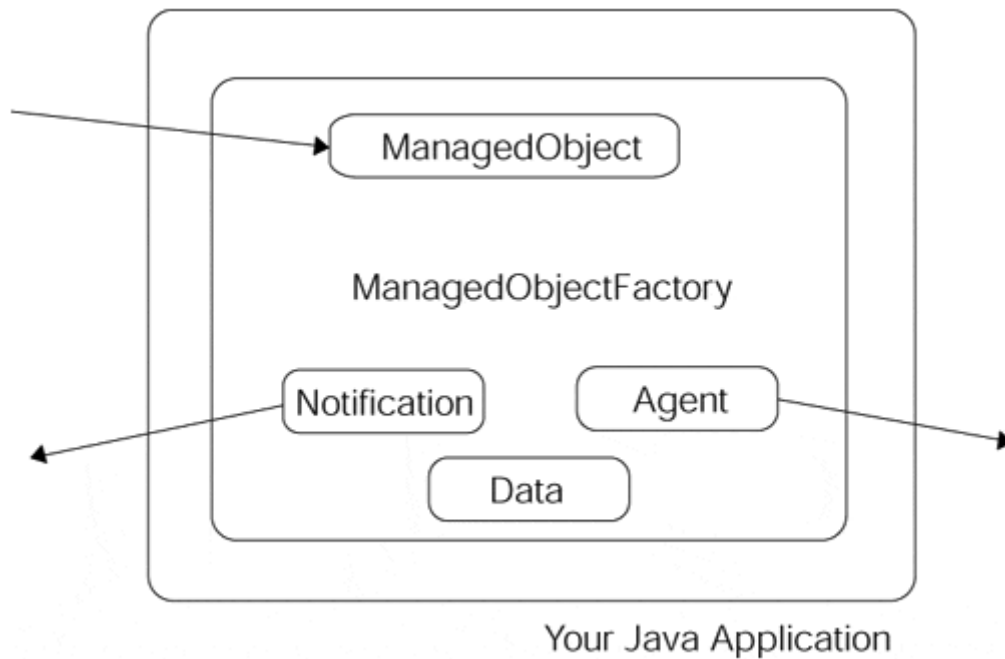 ManagedObject
ManagedObjectFactory
Notification
Agent
Data
Your Java Application